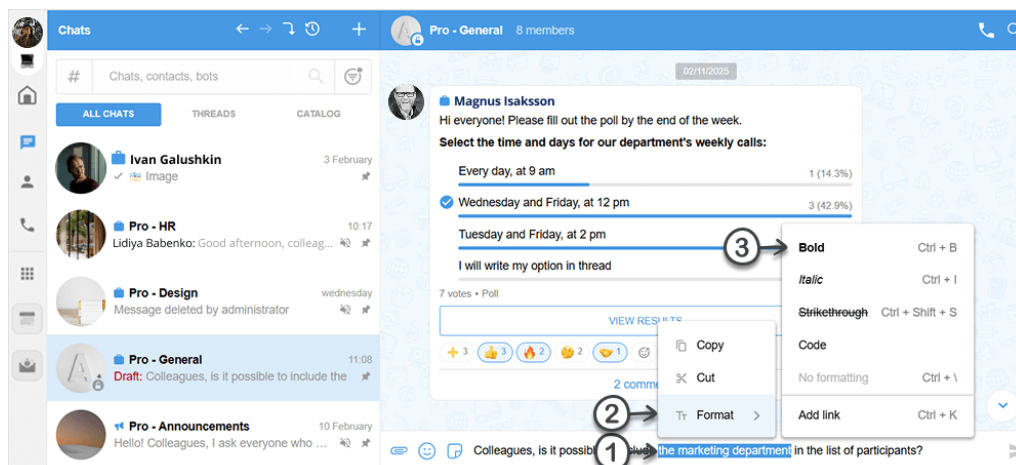 Chats
Pro - General 8 members
Chats, contacts, bots
ALL CHATS THREADS CATALOG
Ivan Galushkin 3 February
Image
Pro - HR 10:17
Lidiya Babenko: Good afternoon, colleag...
Pro - Design wednesday
Message deleted by administrator
Pro - General 11:08
Draft: Colleagues, is it possible to include the
Pro - Announcements 10 February
Hello! Colleagues, I ask everyone who ...
02/11/2025
Magnus Isaksson
Hi everyone! Please fill out the poll by the end of the week.
Select the time and days for our department's weekly calls:
Every day, at 9 am 1 (14.3%)
Wednesday and Friday, at 12 pm 3 (42.9%)
Tuesday and Friday, at 2 pm
I will write my option in thread
7 votes • Poll
VIEW RESULTS
3 3 2 2 1
2 comme
Copy
Cut
2 Format
3 Bold Ctrl + B
Italic Ctrl + I
Strikethrough Ctrl + Shift + S
Code
No formatting Ctrl + \
Add link Ctrl + K
1
Colleagues, is it possib include the marketing department in the list of participants?